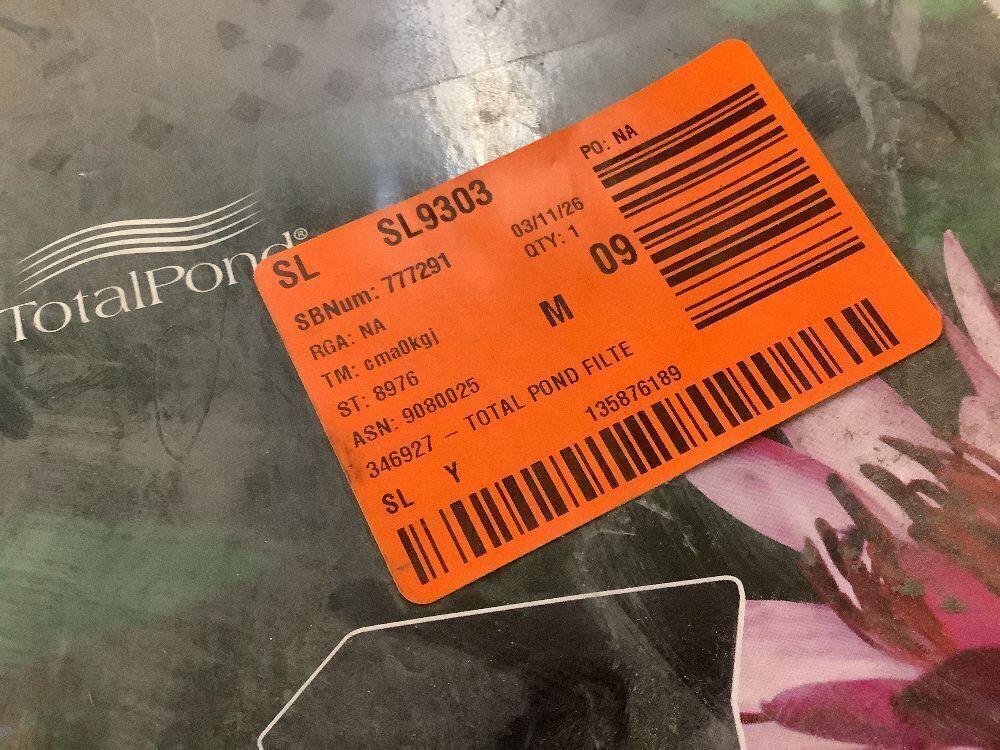 TotalPond®
SL9303
SL
03/11/26
PO: NA
SBNum: 777291
QTY: 1
09
RGA: NA
M
TM: cma0kgj
ST: 8976
ASN: 9080025
346927 – TOTAL POND FILTE
SL Y
135876189